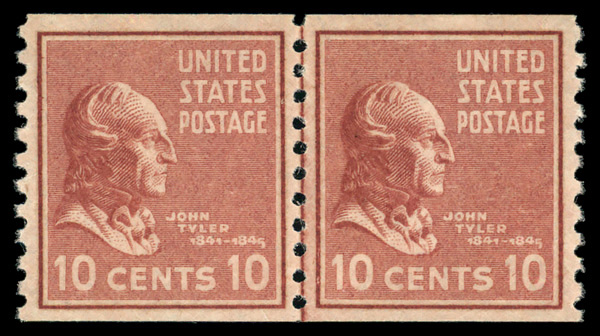 UNITED
STATES
POSTAGE
JOHN
TYLER
1841-1845
10 CENTS 10
UNITED
STATES
POSTAGE
JOHN
TYLER
1841-1845
10 CENTS 10